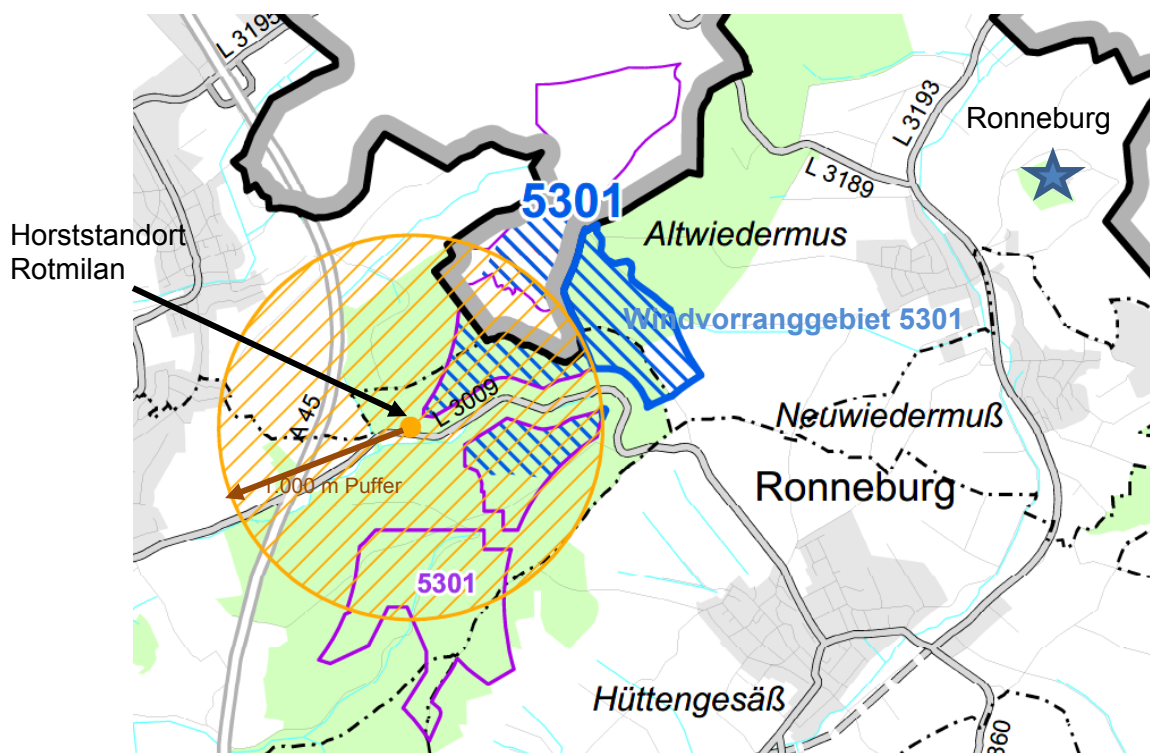 L 3195
Ronneburg
L 3193
L 3189
5301
Horststandort
Rotmilan
Altwiedermus
Windvorranggebiet 5301
A 45
L 3009
Neuwiedermuß
1.000 m Puffer
Ronneburg
5301
Hüttengesäß